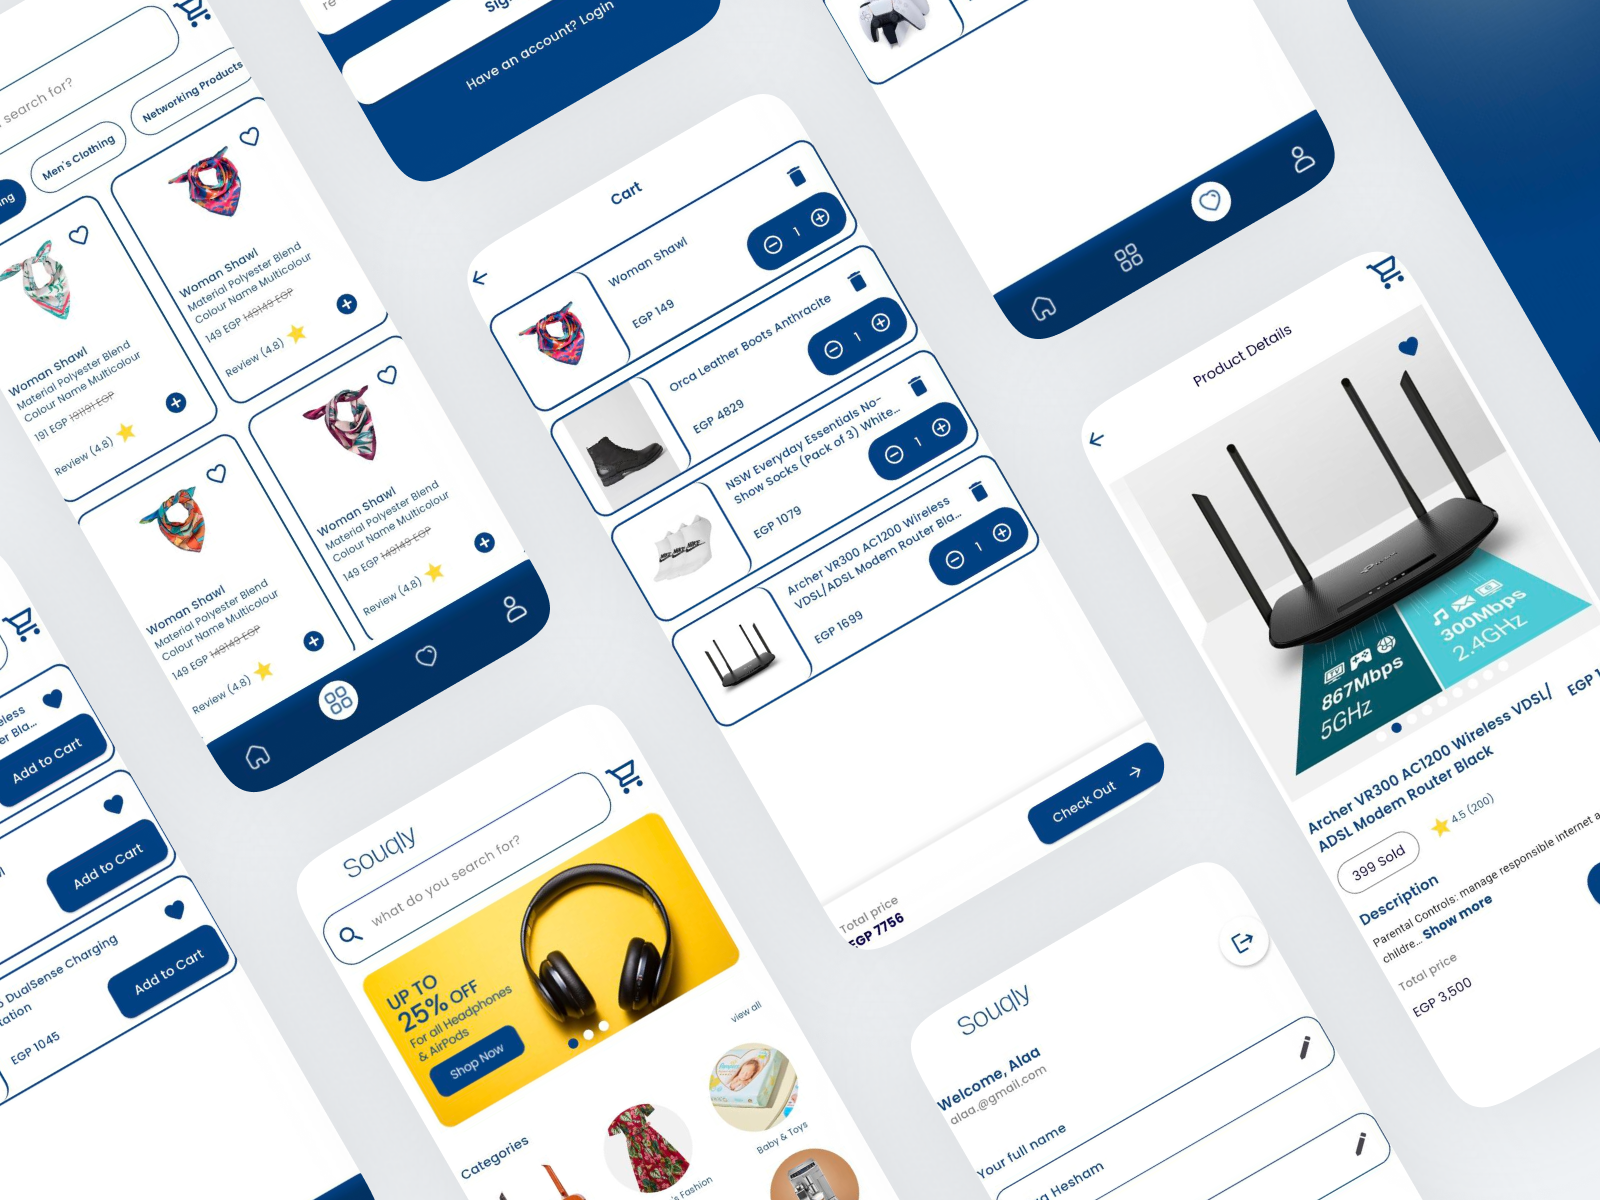 search for?
Men's Clothing
Networking Products
Woman Shawl
Material Polyester Blend
Colour Name Multicolour
191 EGP 191191 EGP
Review (4.8)
Woman Shawl
Material Polyester Blend
Colour Name Multicolour
149 EGP 149149 EGP
Review (4.8)
Woman Shawl
Material Polyester Blend
Colour Name Multicolour
149 EGP 149149 EGP
Review (4.8)
Woman Shawl
Material Polyester Blend
Colour Name Multicolour
149 EGP 149149 EGP
Review (4.8)
Have an account? Login
Cart
Woman Shawl
EGP 149
1
Orca Leather Boots Anthracite
EGP 4829
1
NSW Everyday Essentials No-
Show Socks (Pack of 3) White...
EGP 1079
1
Archer VR300 AC1200 Wireless
VDSL/ADSL Modem Router Bla...
EGP 1699
1
Total price
EGP 7756
Check Out
Add to Cart
Add to Cart
DualSense Charging
EGP 1045
Add to Cart
Souqly
what do you search for?
UP TO
25% OFF
For all Headphones
& AirPods
Shop Now
view all
Categories
Baby & Toys
's Fashion
Product Details
867Mbps
5GHz
300Mbps
2.4GHz
Archer VR300 AC1200 Wireless VDSL/
ADSL Modem Router Black
EGP
399 Sold
4.5 (200)
Description
Parental Controls: manage responsible internet
childre... Show more
Total price
EGP 3,500
Souqly
Welcome, Alaa
alaa.@gmail.com
Your full name
Hesham